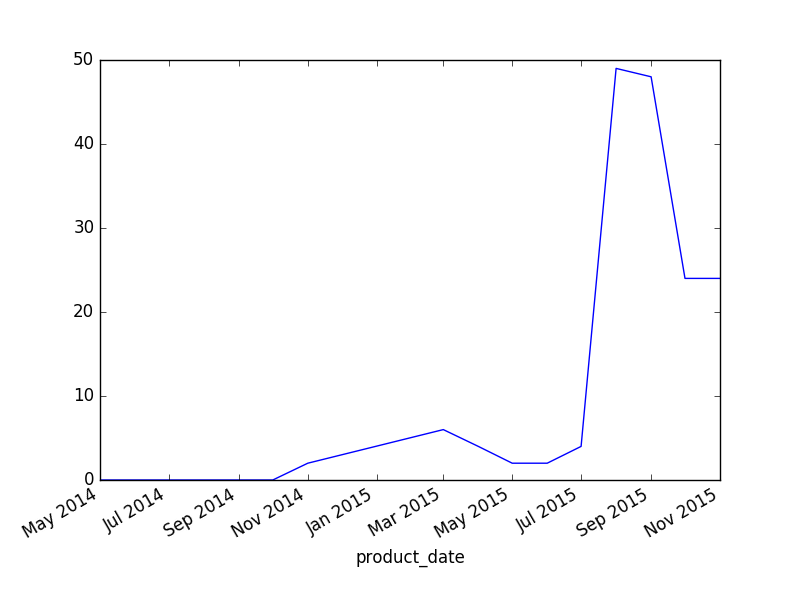 50
40
30
20
10
0
May 2014
Jul 2014
Sep 2014
Nov 2014
Jan 2015
Mar 2015
May 2015
Jul 2015
Sep 2015
Nov 2015
product_date